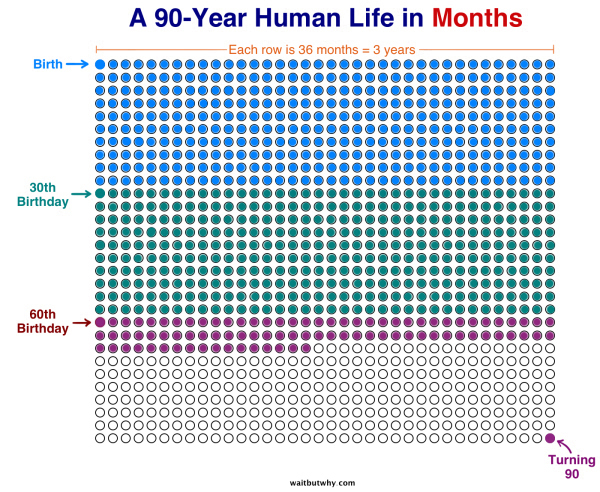 A 90-Year Human Life in Months
Each row is 36 months = 3 years
Birth
30th
Birthday
60th
Birthday
Turning
90
waitbutwhy.com